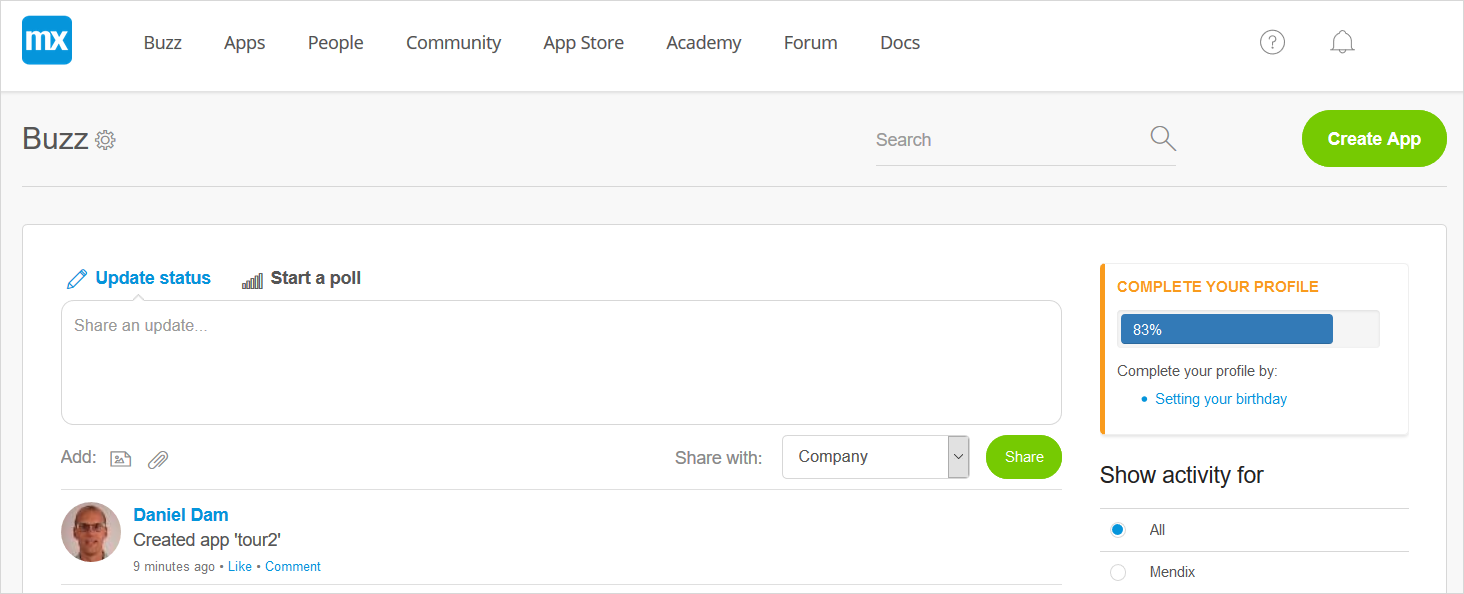 mx
Buzz Apps People Community App Store Academy Forum Docs ?
Buzz Search Create App
Update status Start a poll
Share an update...
Add: Share with: Company Share
Daniel Dam
Created app 'tour2'
9 minutes ago • Like • Comment
COMPLETE YOUR PROFILE
83%
Complete your profile by:
• Setting your birthday
Show activity for
All
Mendix